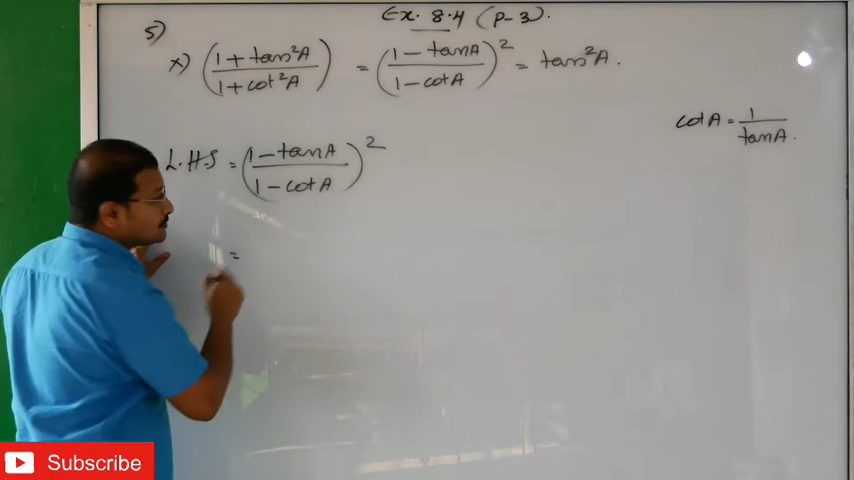 Ex. 8.4 (P-3).
5)
x) ((1 + tan²A)/(1 + cot²A)) = ((1 - tanA)/(1 - cotA))² = tan²A.
cotA = 1/tanA.
L.H.S = ((1 - tanA)/(1 - cotA))²
=
Subscribe